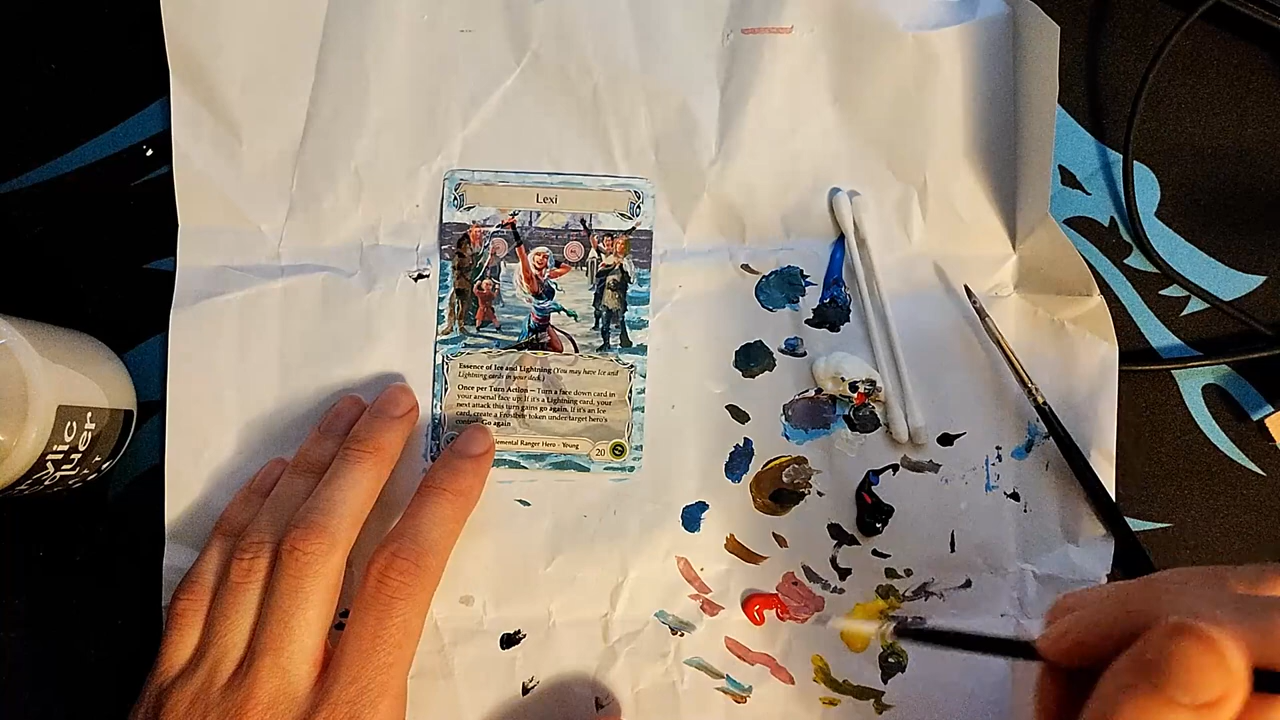 Lexi
Essence of Ice and Lightning (You may have Ice and
Lightning cards in your deck.)
Once per Turn Action – Turn a face down card in
your arsenal face up. If it's a Lightning card, your
next attack this turn gains go again. If it's an Ice
card, create a Frostbite token under target hero's
control. Go again
Elemental Ranger Hero - Young
20